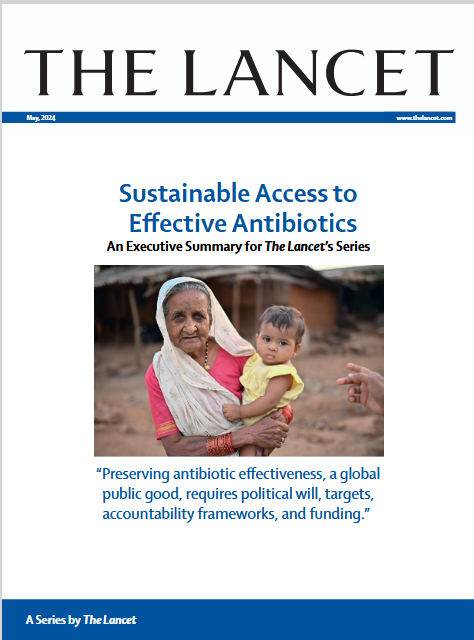 THE LANCET
May, 2024
www.thelancet.com
Sustainable Access to
Effective Antibiotics
An Executive Summary for The Lancet’s Series
“Preserving antibiotic effectiveness, a global
public good, requires political will, targets,
accountability frameworks, and funding.”
A Series by The Lancet